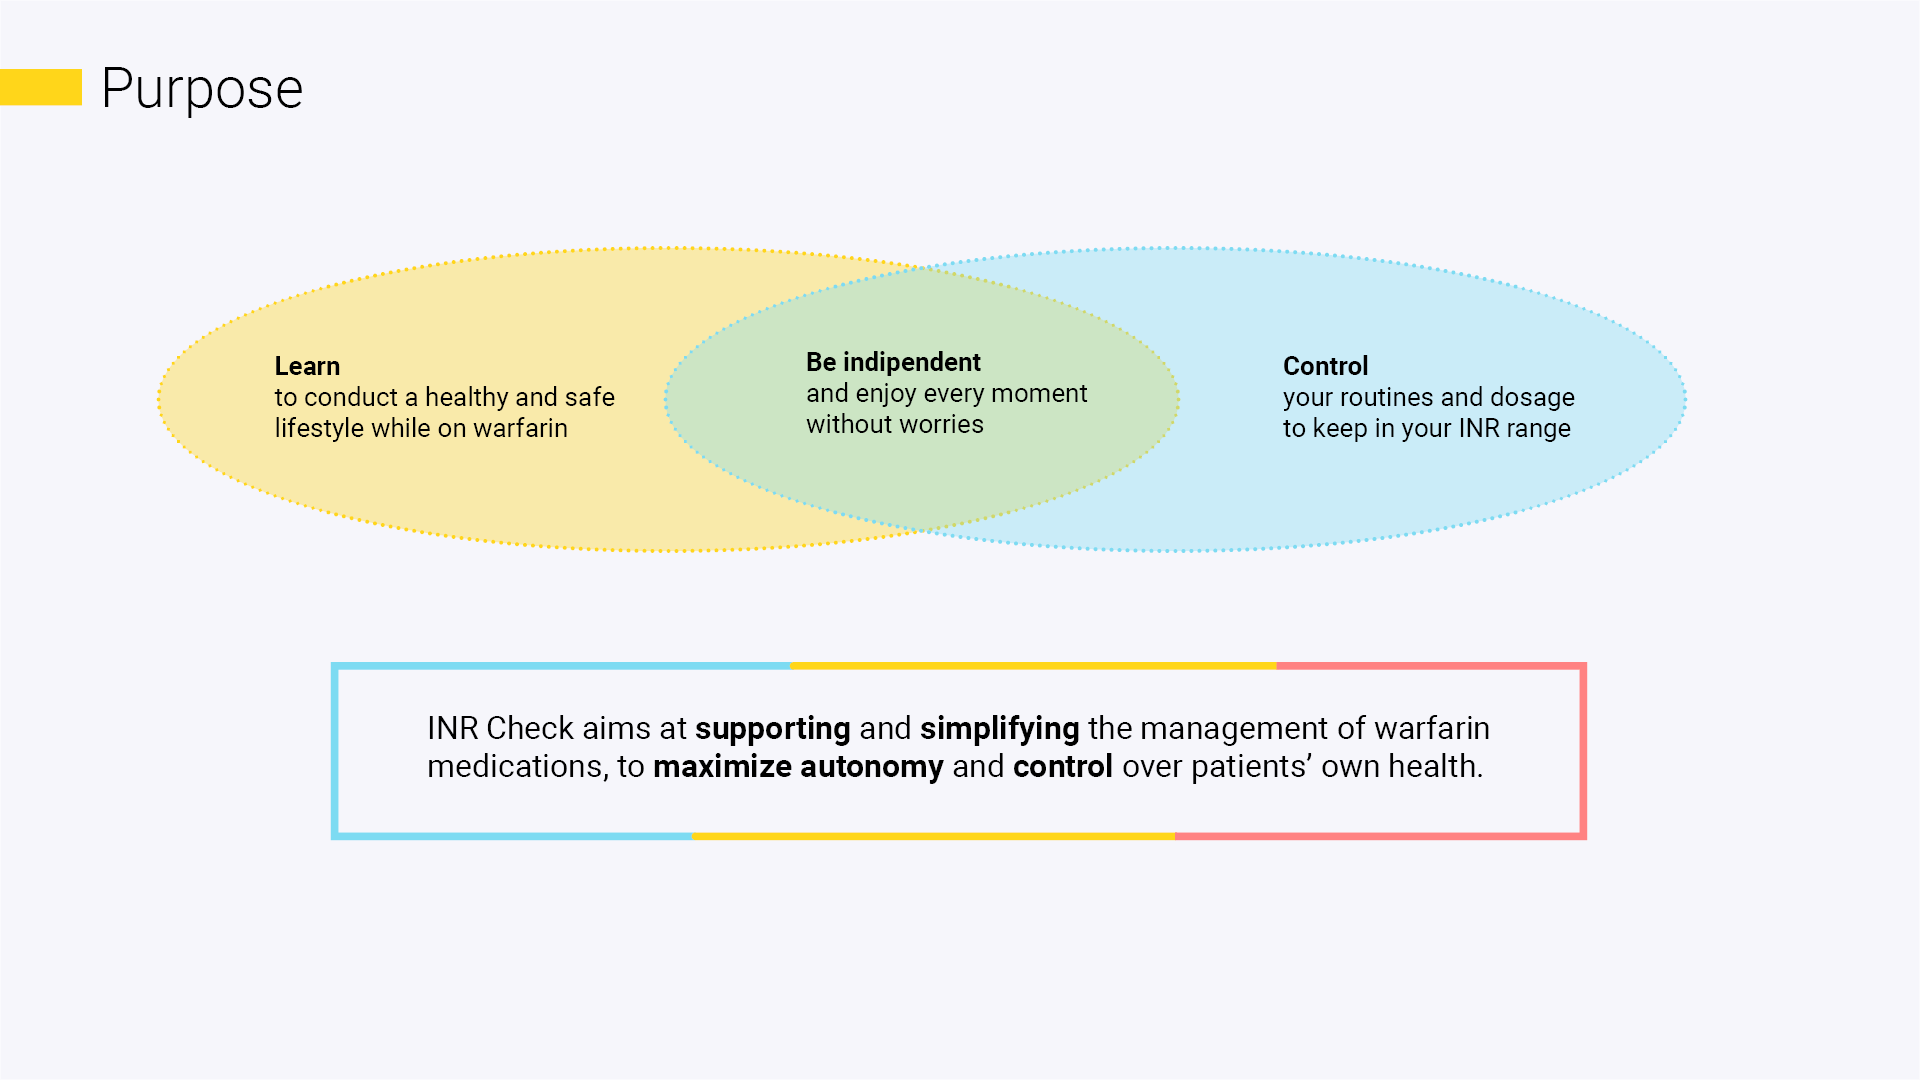 Purpose
Learn
to conduct a healthy and safe
lifestyle while on warfarin
Be indipendent
and enjoy every moment
without worries
Control
your routines and dosage
to keep in your INR range
INR Check aims at supporting and simplifying the management of warfarin
medications, to maximize autonomy and control over patients’ own health.